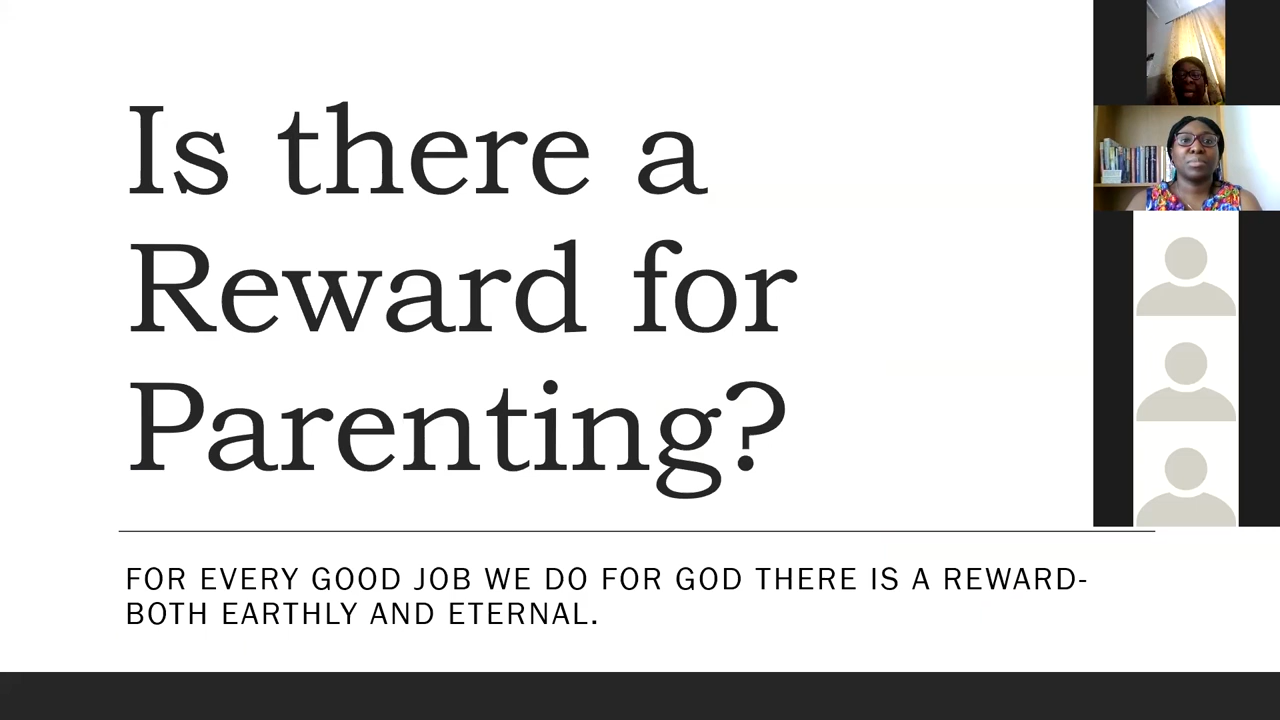 Is there a
Reward for
Parenting?
FOR EVERY GOOD JOB WE DO FOR GOD THERE IS A REWARD-
BOTH EARTHLY AND ETERNAL.